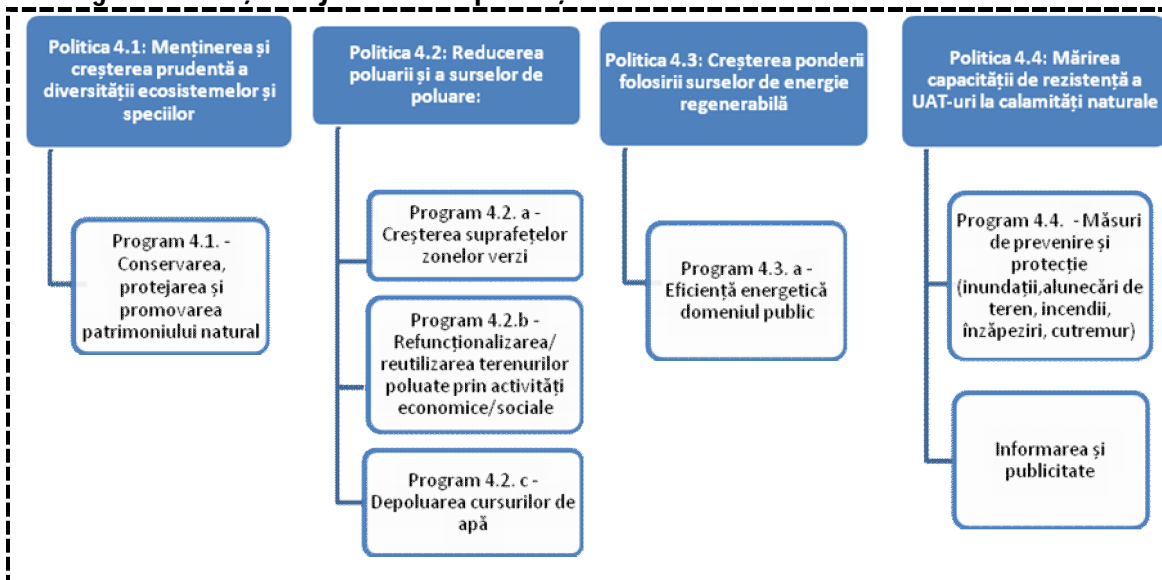 Politica 4.1: Menținerea și
creșterea prudentă a
diversității ecosistemelor și
speciilor
Program 4.1. -
Conservarea,
protejarea și
promovarea
patrimoniului natural
Politica 4.2: Reducerea
poluarii și a surselor de
poluare:
Program 4.2. a -
Creșterea suprafețelor
zonelor verzi
Program 4.2.b -
Refuncționalizarea/
reutilizarea terenurilor
poluate prin activități
economice/sociale
Program 4.2. c -
Depoluarea cursurilor de
apă
Politica 4.3: Creșterea ponderii
folosirii surselor de energie
regenerabilă
Program 4.3. a -
Eficiență energetică
domeniul public
Politica 4.4: Mărirea
capacității de rezistență a
UAT-uri la calamități naturale
Program 4.4. - Măsuri
de prevenire și
protecție
(inundații,alunecări de
teren, incendii,
înzăpeziri, cutremur)
Informarea și
publicitate